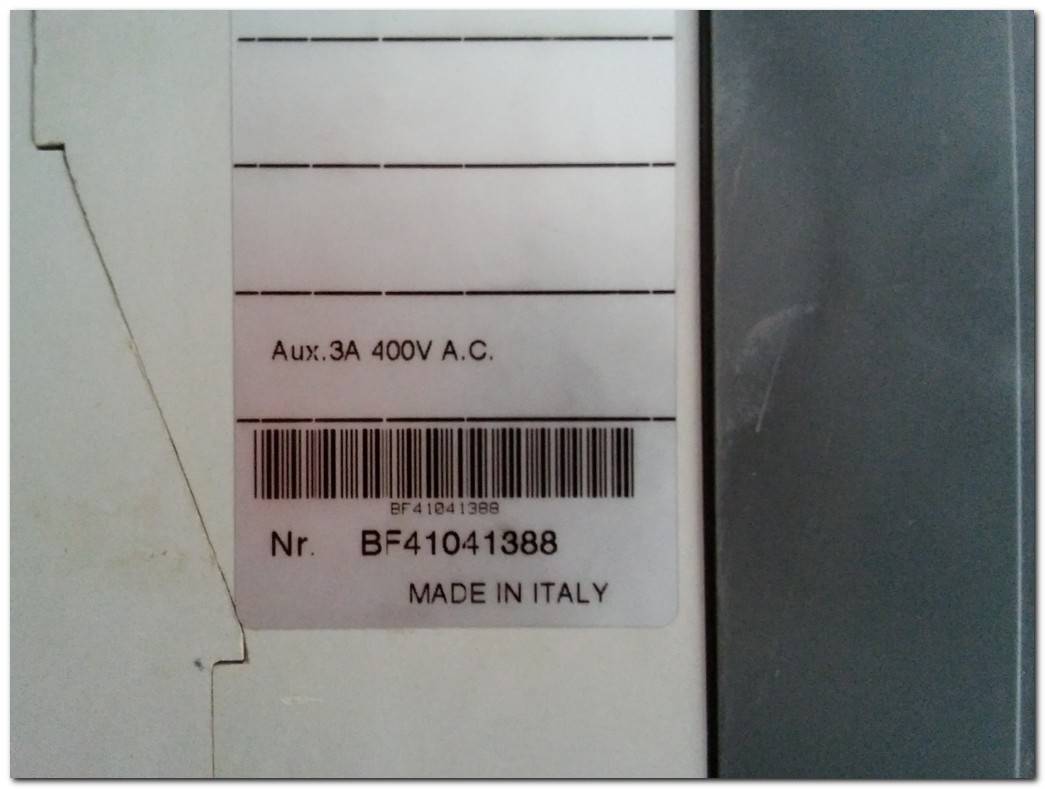 Aux.3A 400V A.C.
BF41041388
Nr. BF41041388
MADE IN ITALY